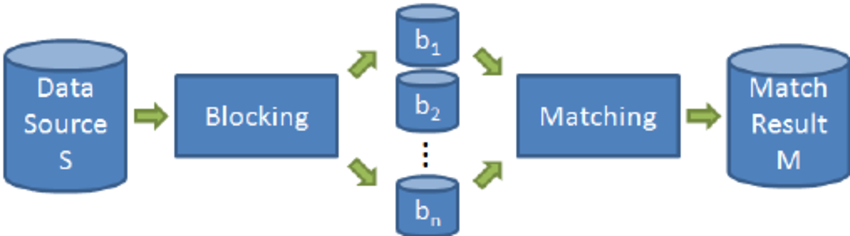 Data
Source
S
Blocking
b₁
b₂
⋮
bₙ
Matching
Match
Result
M